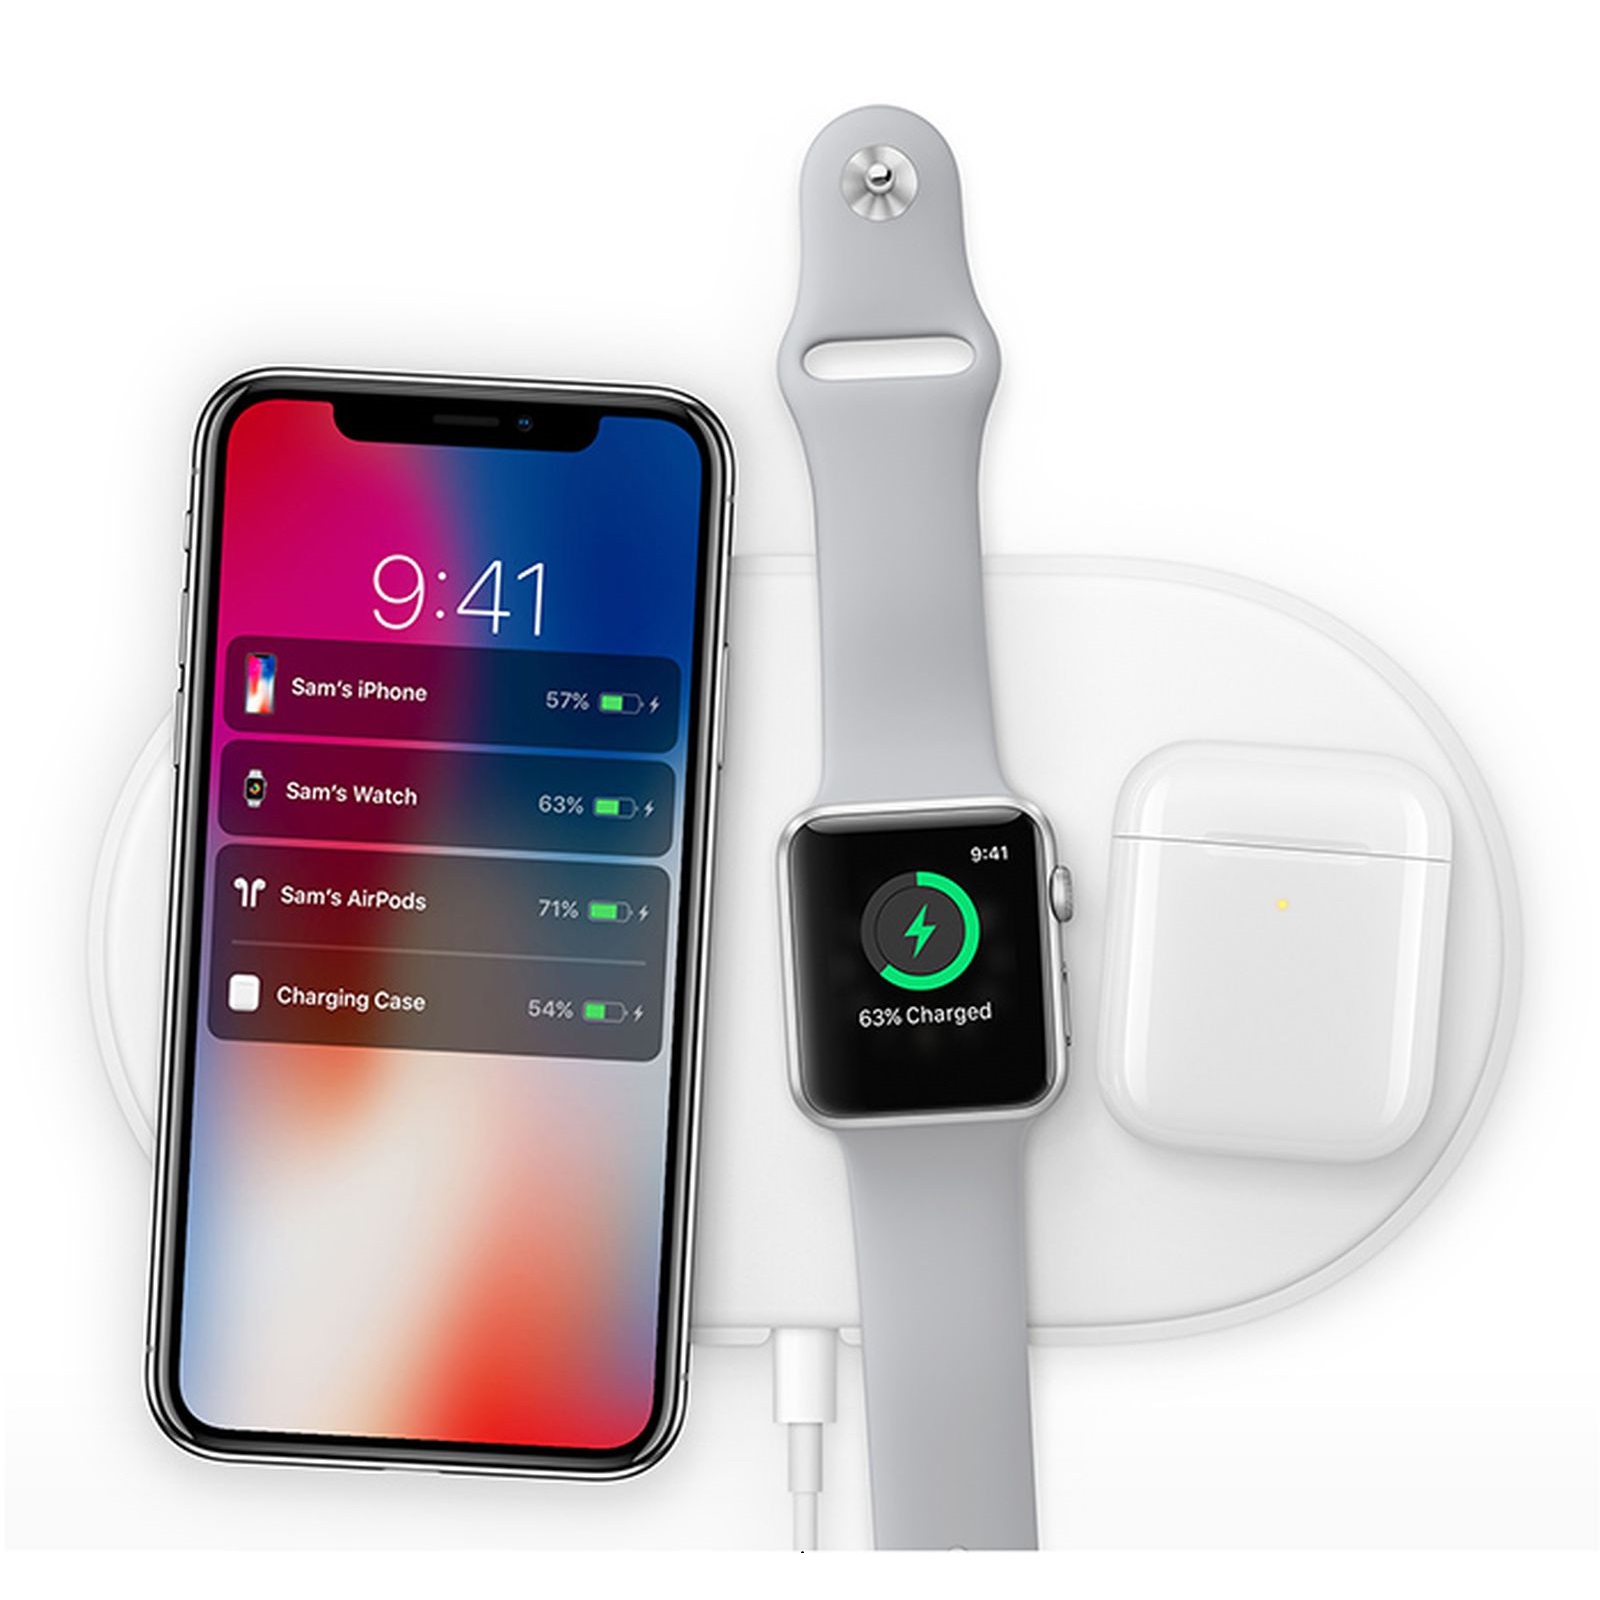 9:41
Sam's iPhone 57%
Sam's Watch 63%
Sam's AirPods 71%
Charging Case 54%
9:41
63% Charged